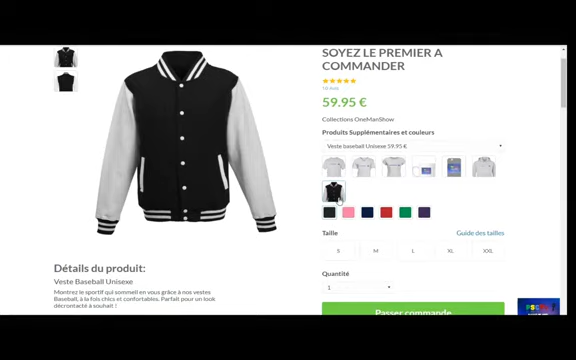 SOYEZ LE PREMIER A
COMMANDER
59.95 €
Collections OneManShow
Produits Supplémentaires et couleurs
Veste baseball Unisexe 59.95 €
Taille
Guide des tailles
S
M
L
XL
XXL
Quantité
1
Passer commande
Détails du produit:
Veste Baseball Unisexe
Montrez le sportif qui sommeil en vous grâce à nos vestes
Baseball, à la fois chics et confortables. Parfait pour un look
décontracté à souhait !